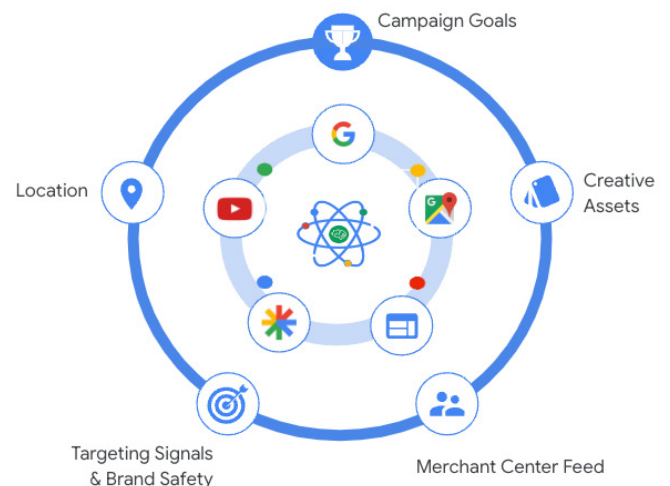 Campaign Goals
Location
Creative
Assets
Targeting Signals
& Brand Safety
Merchant Center Feed